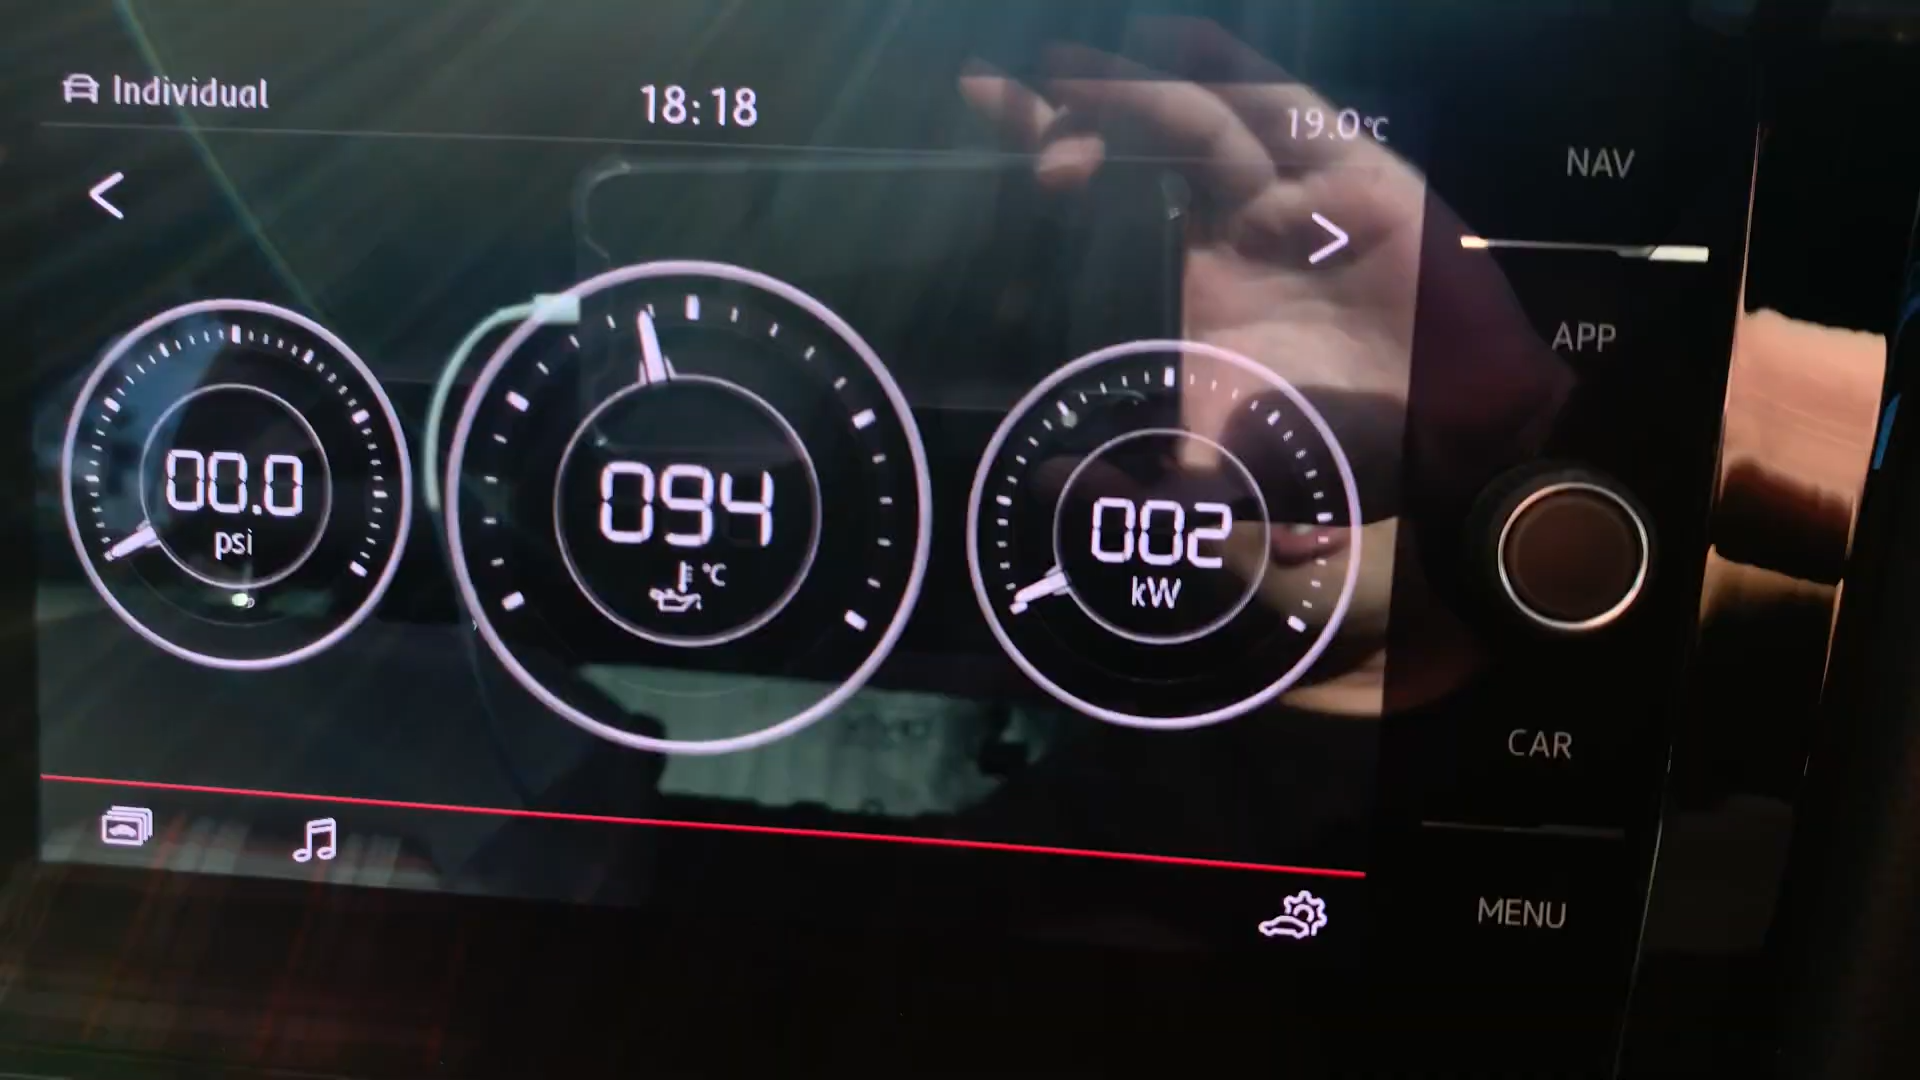 Individual
18:18
19.0°C
00.0
psi
094
°C
002
kW
NAV
APP
CAR
MENU